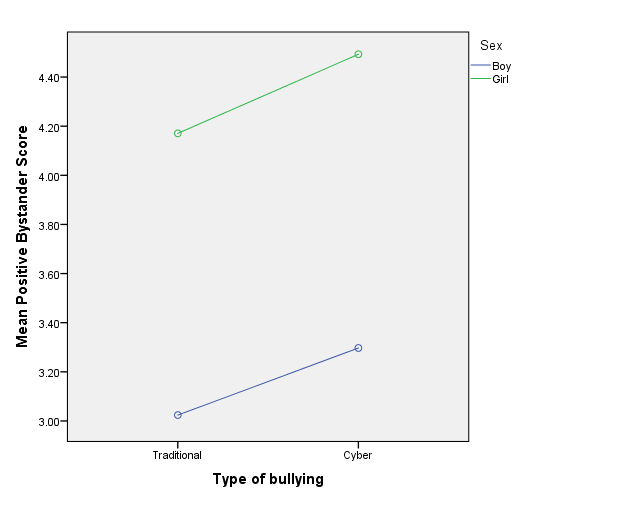 Sex
Boy
Girl
Mean Positive Bystander Score
4.40
4.20
4.00
3.80
3.60
3.40
3.20
3.00
Traditional
Cyber
Type of bullying